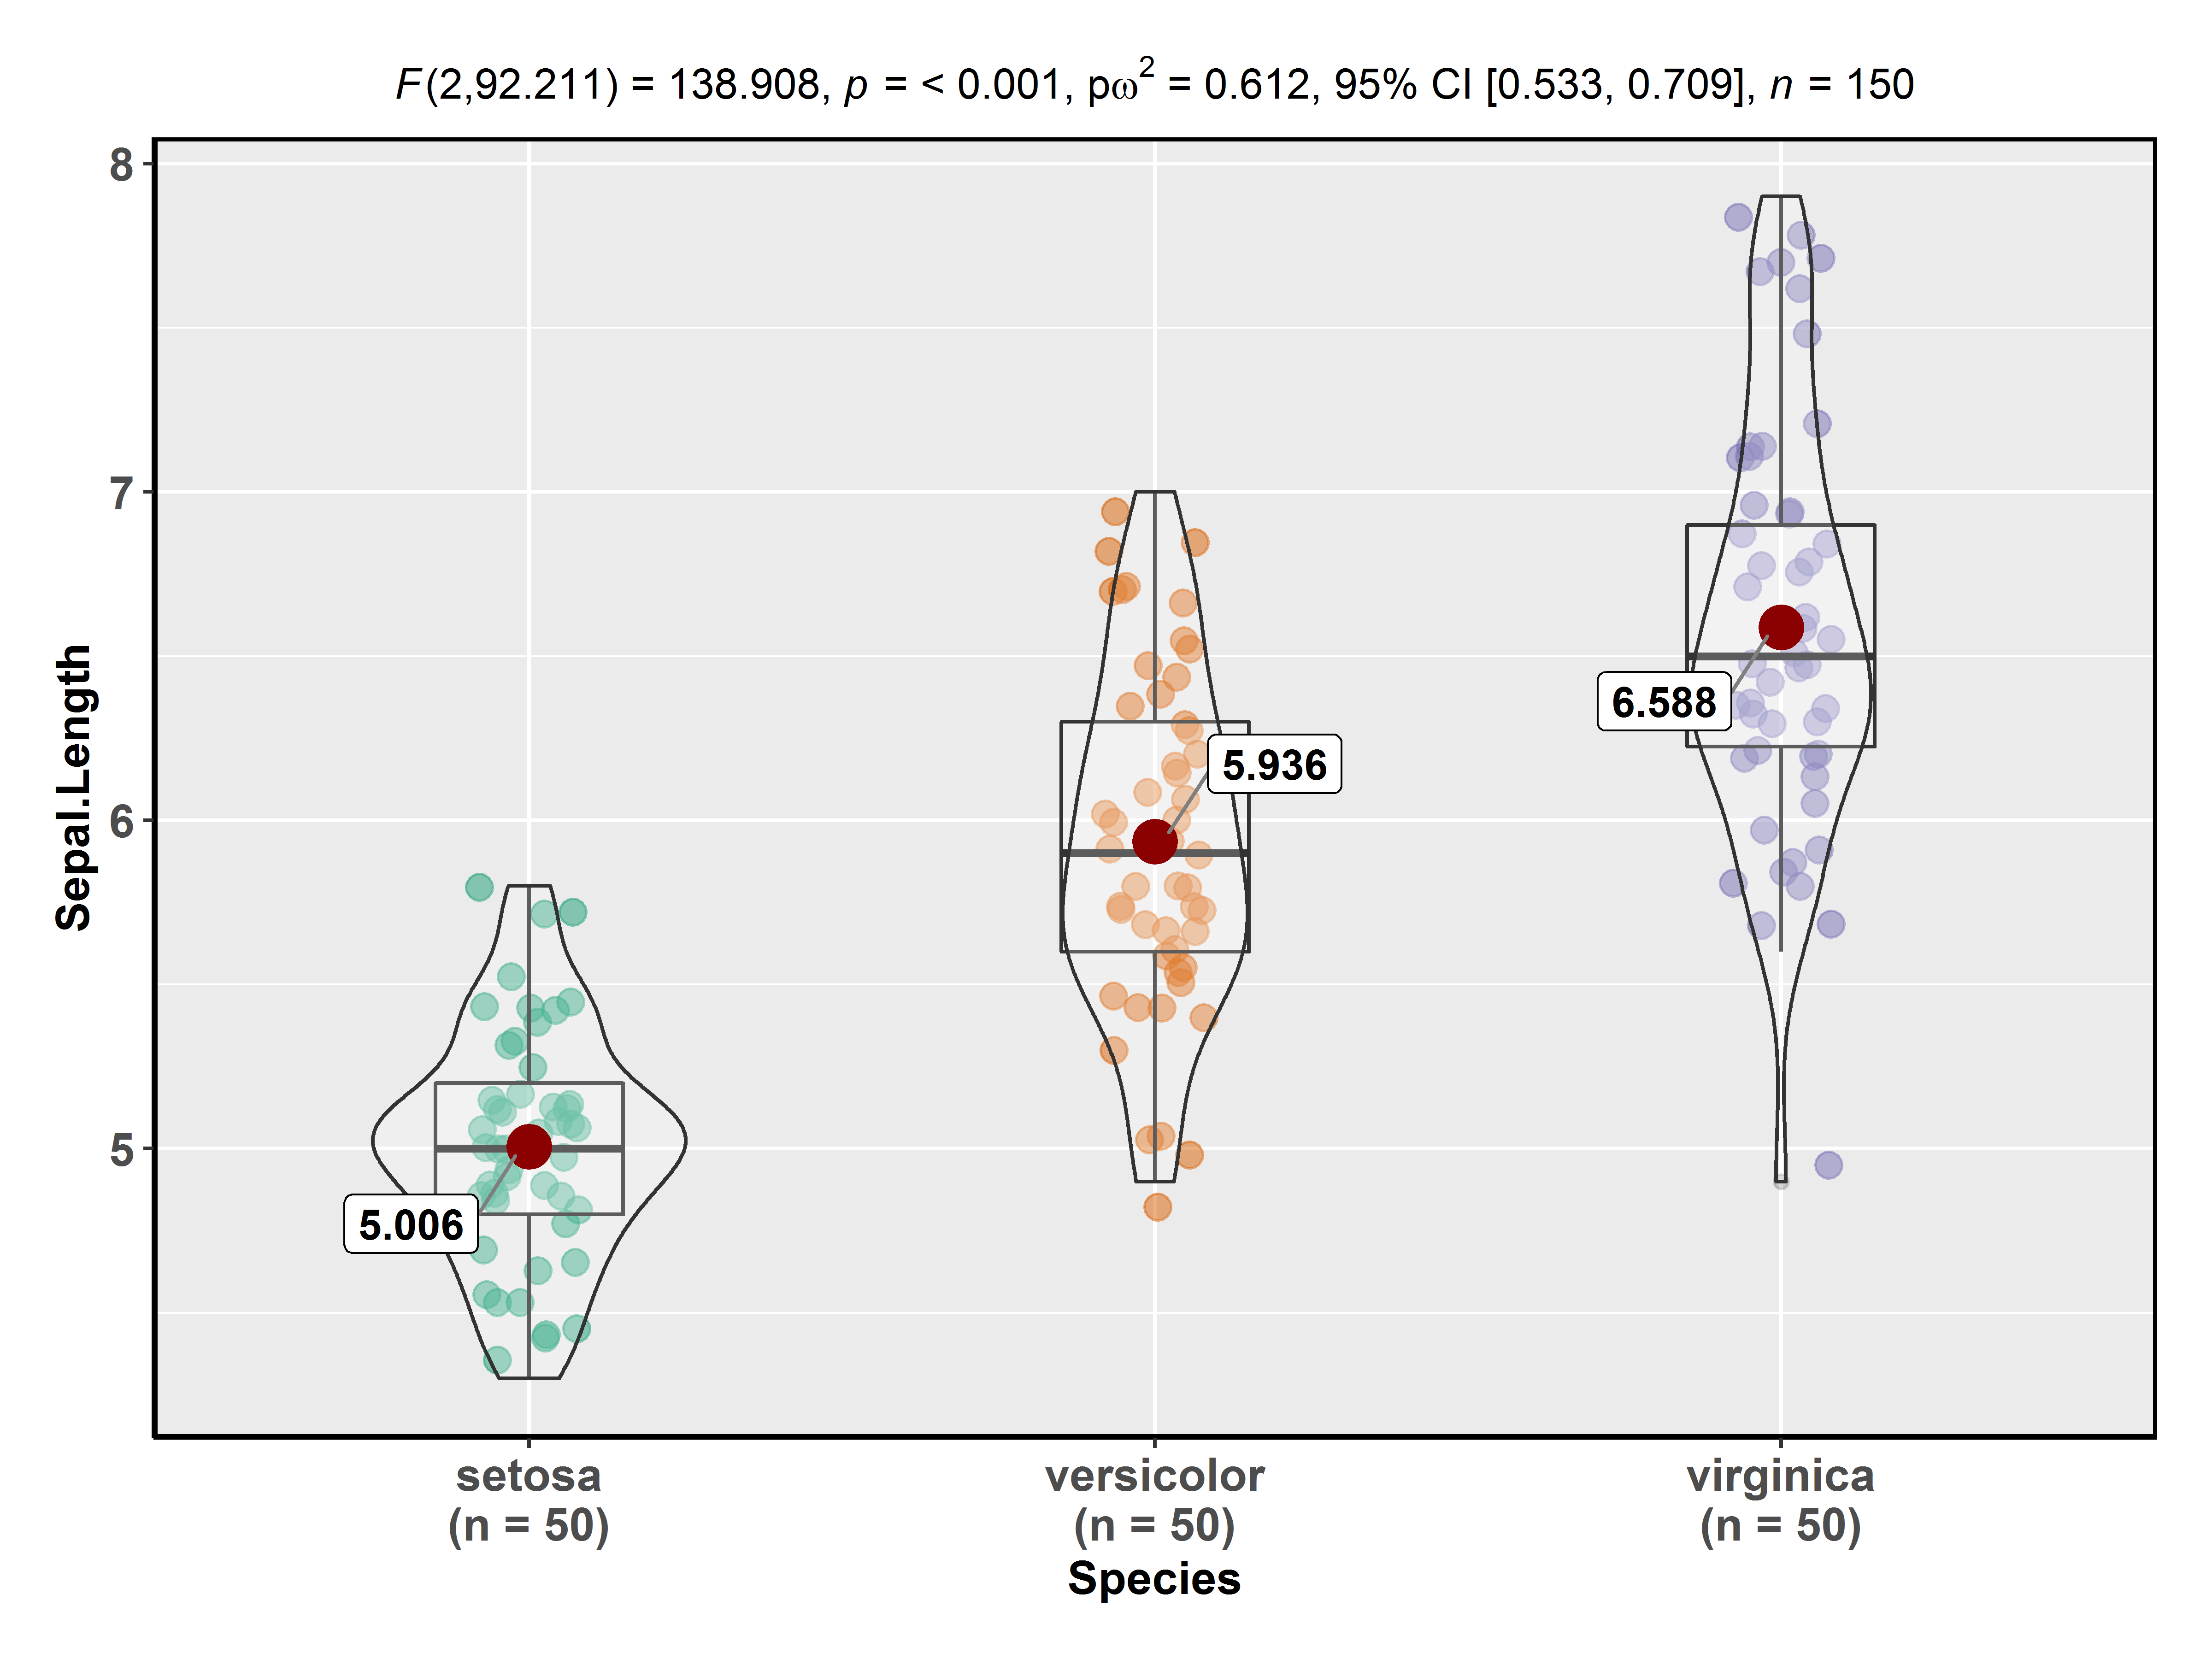 F(2,92.211) = 138.908, p = < 0.001, pω² = 0.612, 95% CI [0.533, 0.709], n = 150
8
7
6
5
Sepal.Length
6.588
5.936
5.006
setosa versicolor virginica
(n = 50) (n = 50) (n = 50)
Species